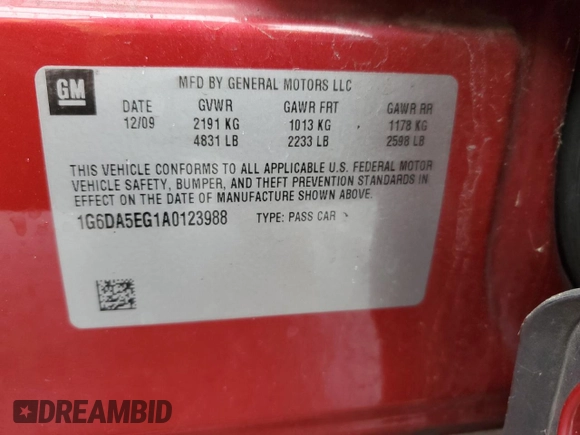 GM
MFD BY GENERAL MOTORS LLC
DATE GVWR GAWR FRT GAWR RR
12/09 2191 KG 1013 KG 1178 KG
4831 LB 2233 LB 2598 LB
THIS VEHICLE CONFORMS TO ALL APPLICABLE U.S. FEDERAL MOTOR
VEHICLE SAFETY, BUMPER, AND THEFT PREVENTION STANDARDS IN
EFFECT ON THE DATE OF MANUFACTURE SHOWN ABOVE.
1G6DA5EG1A0123988 TYPE: PASS CAR
DREAMBID